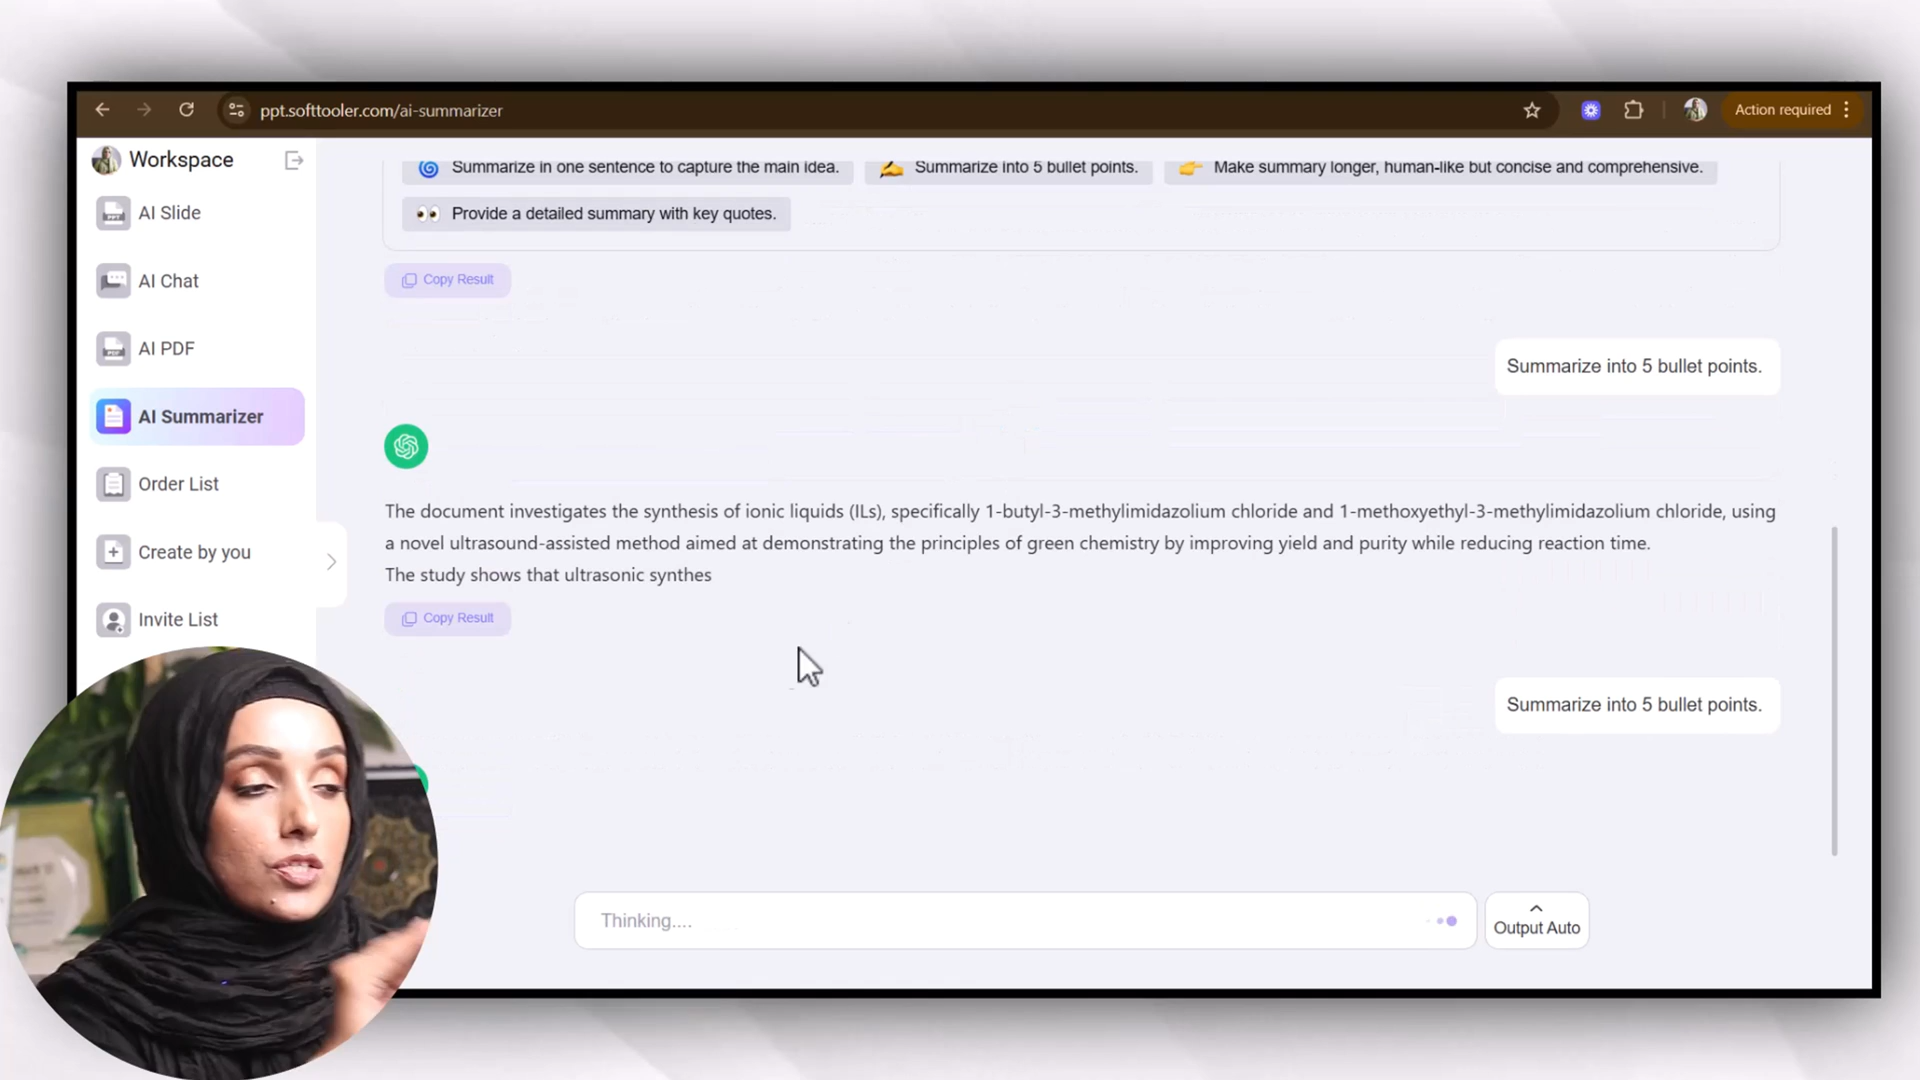 ppt.softtooler.com/ai-summarizer
Action required
Workspace
AI Slide
AI Chat
AI PDF
AI Summarizer
Order List
Create by you
Invite List
Summarize in one sentence to capture the main idea.
Summarize into 5 bullet points.
Make summary longer, human-like but concise and comprehensive.
Provide a detailed summary with key quotes.
Copy Result
Summarize into 5 bullet points.
The document investigates the synthesis of ionic liquids (ILs), specifically 1-butyl-3-methylimidazolium chloride and 1-methoxyethyl-3-methylimidazolium chloride, using
a novel ultrasound-assisted method aimed at demonstrating the principles of green chemistry by improving yield and purity while reducing reaction time.
The study shows that ultrasonic synthes
Copy Result
Summarize into 5 bullet points.
Thinking....
Output Auto